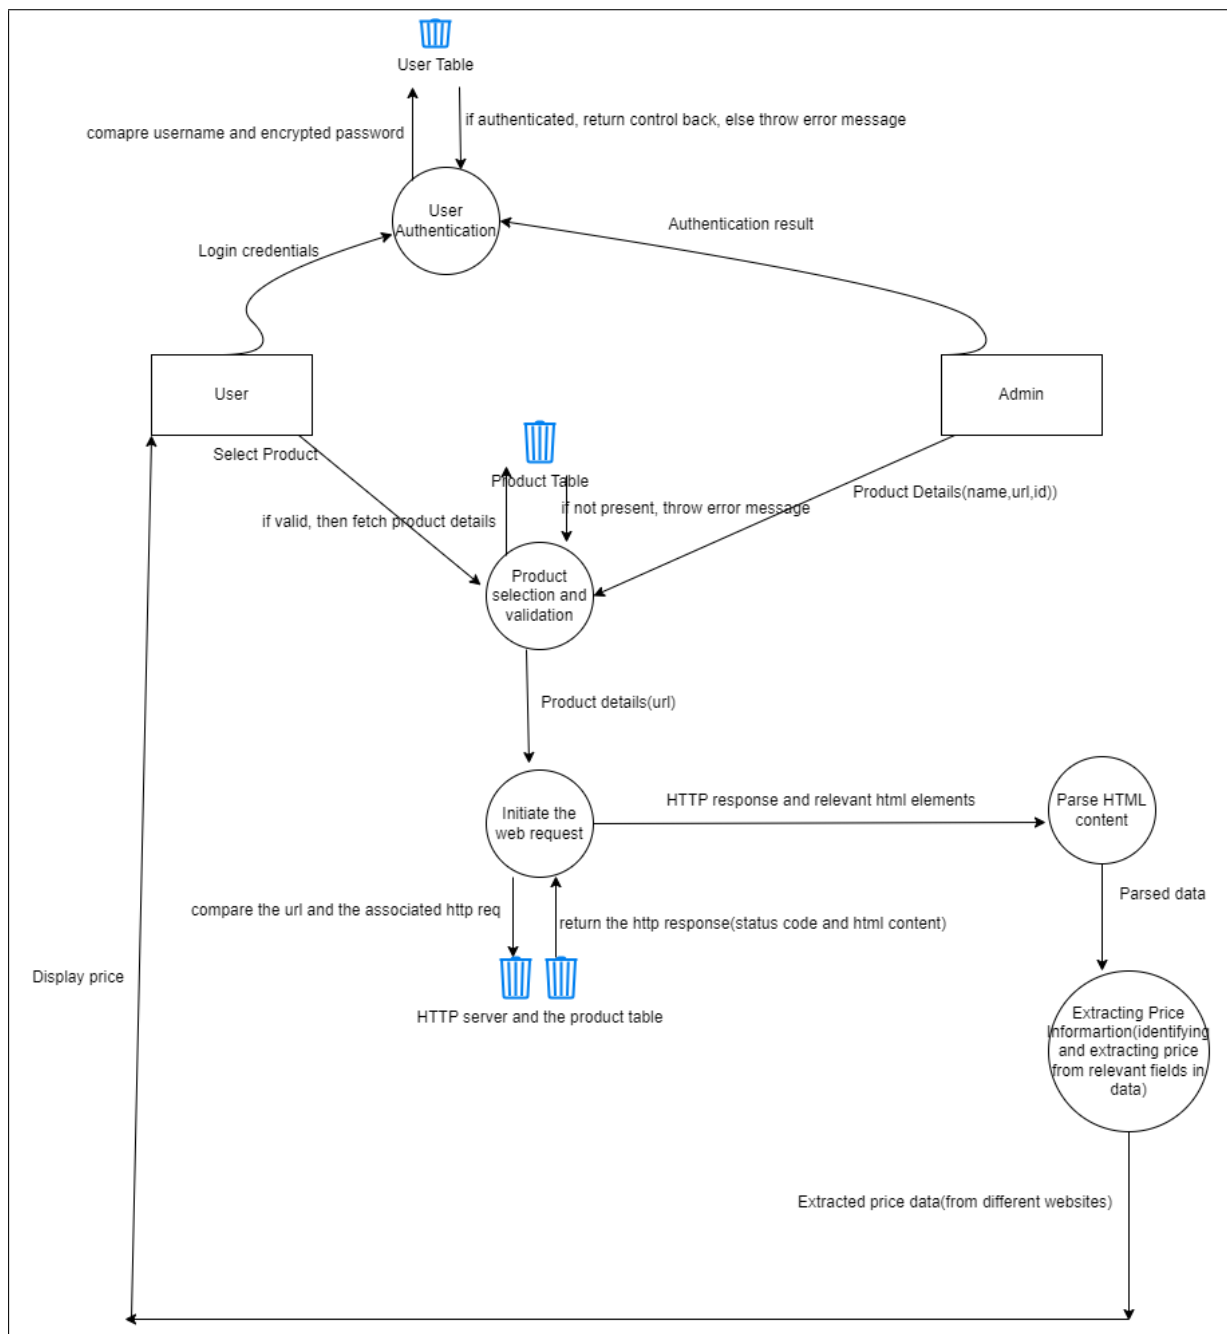 User Table
comapre username and encrypted password
if authenticated, return control back, else throw error message
User
Authentication
Authentication result
Login credentials
User
Admin
Select Product
Product Table
Product Details(name,url,id))
if not present, throw error message
if valid, then fetch product details
Product
selection and
validation
Product details(url)
HTTP response and relevant html elements
Parse HTML
content
Initiate the
web request
Parsed data
compare the url and the associated http req
return the http response(status code and html content)
Display price
HTTP server and the product table
Extracting Price
Informartion(identifying
and extracting price
from relevant fields in
data)
Extracted price data(from different websites)